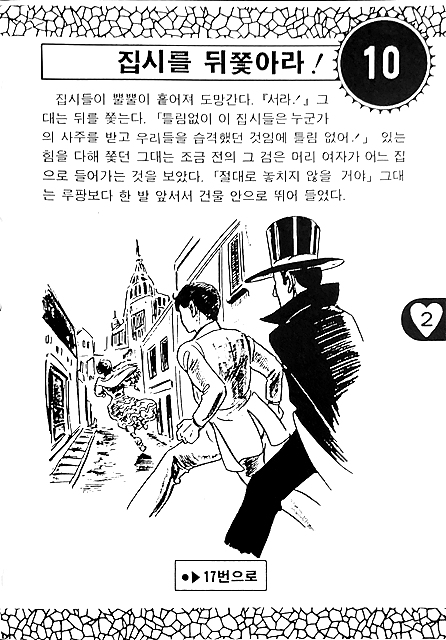 집시를 뒤쫓아라!
10
집시들이 뿔뿔이 흩어져 도망간다. 『서라!』 그
대는 뒤를 쫓는다. 「틀림없이 이 집시들은 누군가
의 사주를 받고 우리들을 습격했던 것임에 틀림 없어!」 있는
힘을 다해 쫓던 그대는 조금 전의 그 검은 머리 여자가 어느 집
으로 들어가는 것을 보았다. 「절대로 놓치지 않을 거야」 그대
는 루팡보다 한 발 앞서서 건물 안으로 뛰어 들었다.
2
●▶17번으로